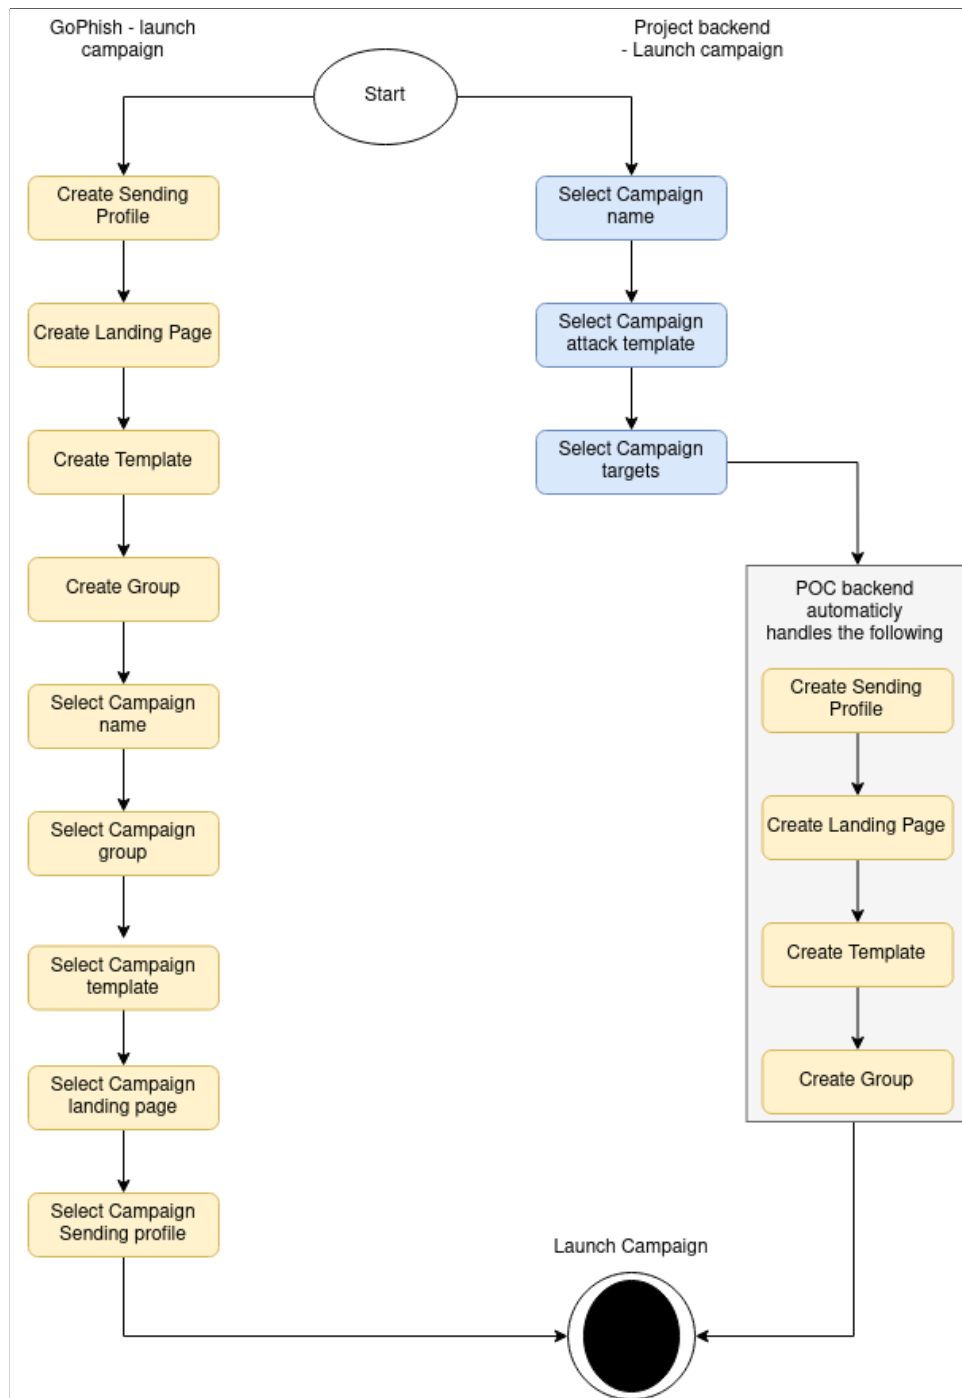 GoPhish - launch
campaign
Project backend
- Launch campaign
Start
Create Sending
Profile
Create Landing Page
Create Template
Create Group
Select Campaign
name
Select Campaign
group
Select Campaign
template
Select Campaign
landing page
Select Campaign
Sending profile
Select Campaign
name
Select Campaign
attack template
Select Campaign
targets
POC backend
automaticly
handles the following
Create Sending
Profile
Create Landing Page
Create Template
Create Group
Launch Campaign